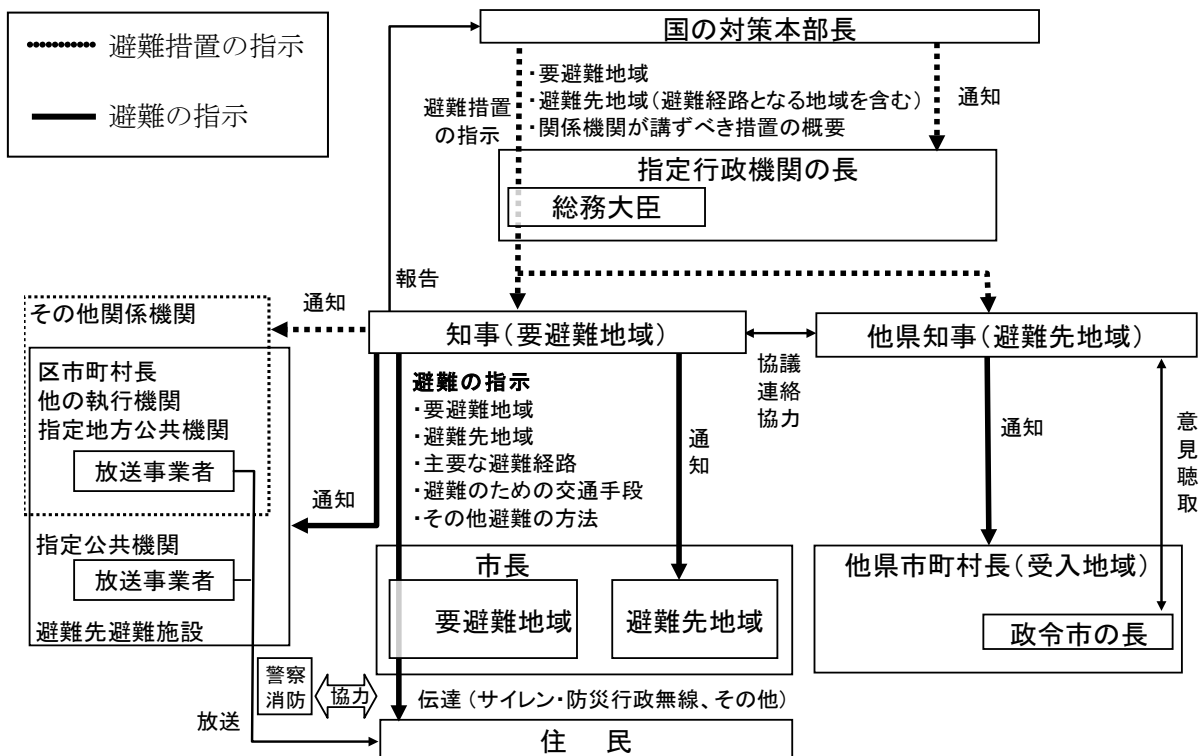 避難措置の指示
避難の指示
国の対策本部長
・要避難地域
・避難先地域(避難経路となる地域を含む)
・関係機関が講ずべき措置の概要
避難措置
の指示
通知
指定行政機関の長
総務大臣
報告
通知
その他関係機関
知事(要避難地域)
他県知事(避難先地域)
協議
連絡
協力
区市町村長
他の執行機関
指定地方公共機関
放送事業者
避難の指示
・要避難地域
・避難先地域
・主要な避難経路
・避難のための交通手段
・その他避難の方法
通知
通知
意見聴取
通知
指定公共機関
放送事業者
避難先避難施設
市長
要避難地域
避難先地域
他県市町村長(受入地域)
政令市の長
警察
消防
協力
伝達(サイレン・防災行政無線、その他)
放送
住 民